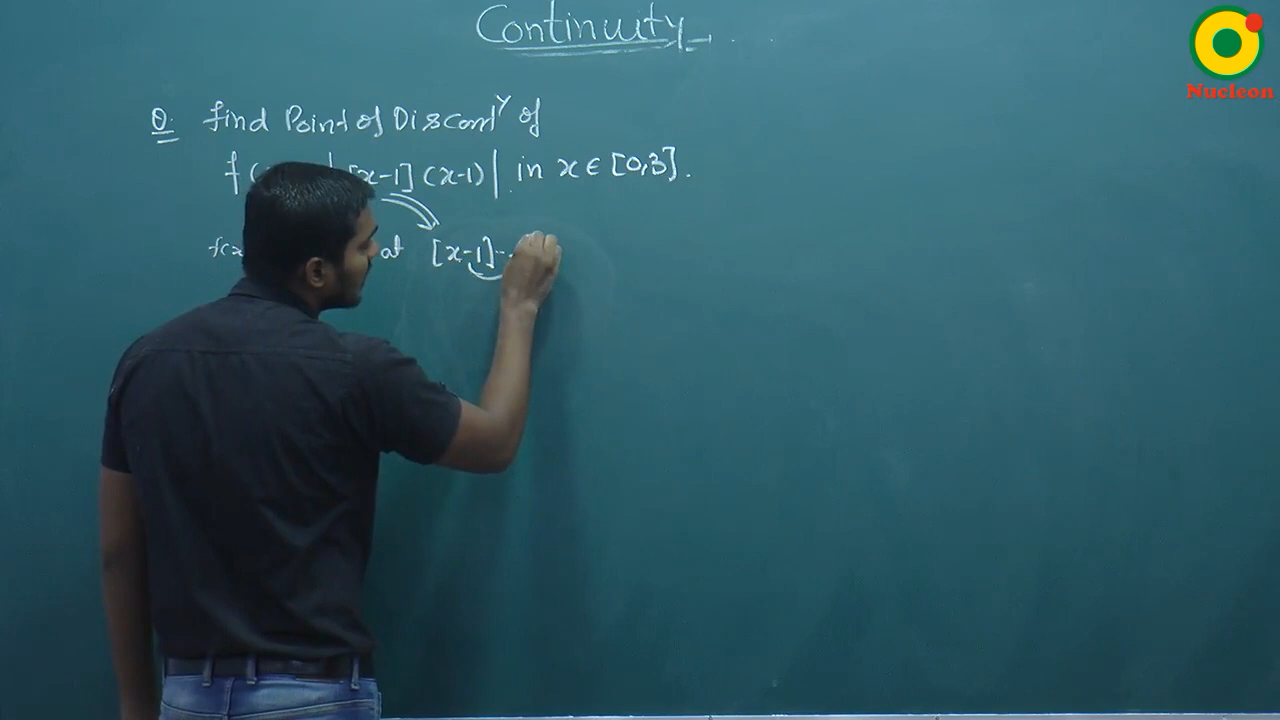 Continuity
Nucleon
Q. Find Point of Discont^y of
f( | [x-1] (x-1)| in x ∈ [0,3].
f(x at [x-1]